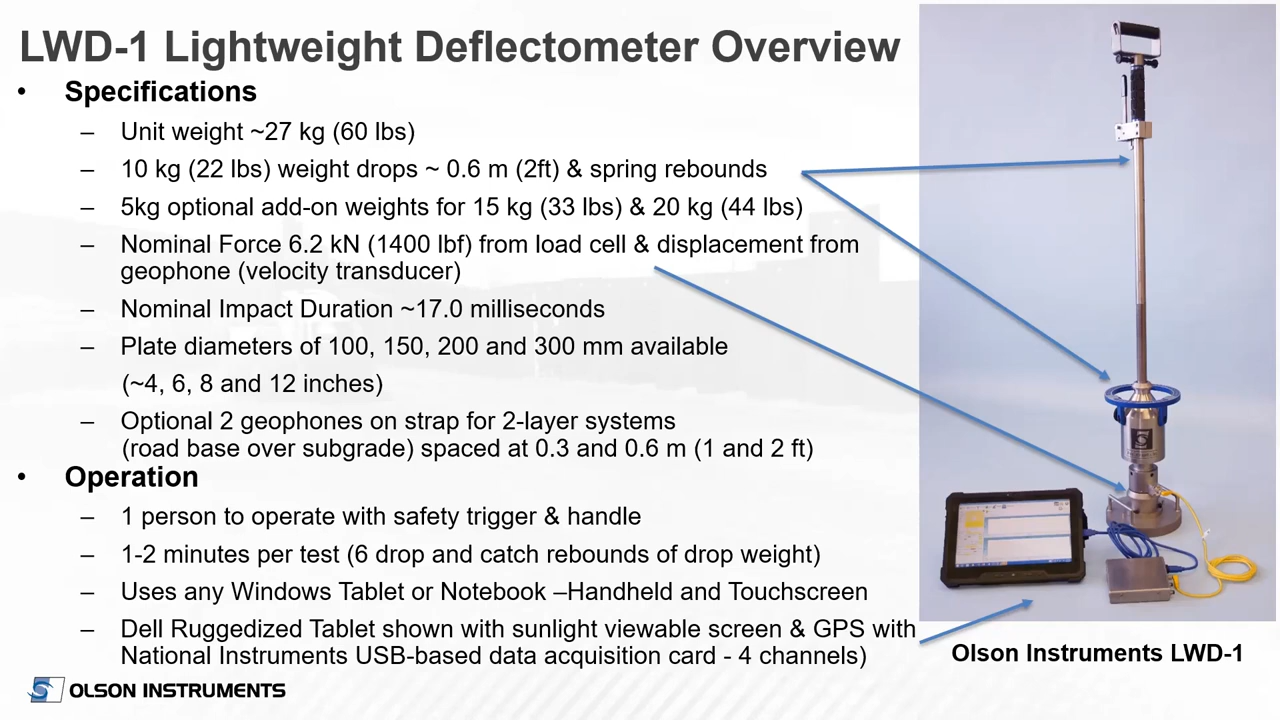 LWD-1 Lightweight Deflectometer Overview
• Specifications
– Unit weight ~27 kg (60 lbs)
– 10 kg (22 lbs) weight drops ~ 0.6 m (2ft) & spring rebounds
– 5kg optional add-on weights for 15 kg (33 lbs) & 20 kg (44 lbs)
– Nominal Force 6.2 kN (1400 lbf) from load cell & displacement from
geophone (velocity transducer)
– Nominal Impact Duration ~17.0 milliseconds
– Plate diameters of 100, 150, 200 and 300 mm available
(~4, 6, 8 and 12 inches)
– Optional 2 geophones on strap for 2-layer systems
(road base over subgrade) spaced at 0.3 and 0.6 m (1 and 2 ft)
• Operation
– 1 person to operate with safety trigger & handle
– 1-2 minutes per test (6 drop and catch rebounds of drop weight)
– Uses any Windows Tablet or Notebook –Handheld and Touchscreen
– Dell Ruggedized Tablet shown with sunlight viewable screen & GPS with
National Instruments USB-based data acquisition card - 4 channels)
Olson Instruments LWD-1
OLSON INSTRUMENTS